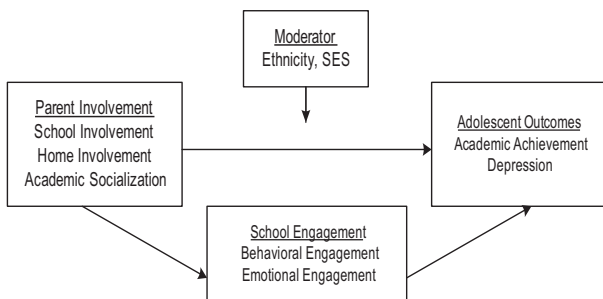 Moderator
Ethnicity, SES
Parent Involvement
School Involvement
Home Involvement
Academic Socialization
Adolescent Outcomes
Academic Achievement
Depression
School Engagement
Behavioral Engagement
Emotional Engagement